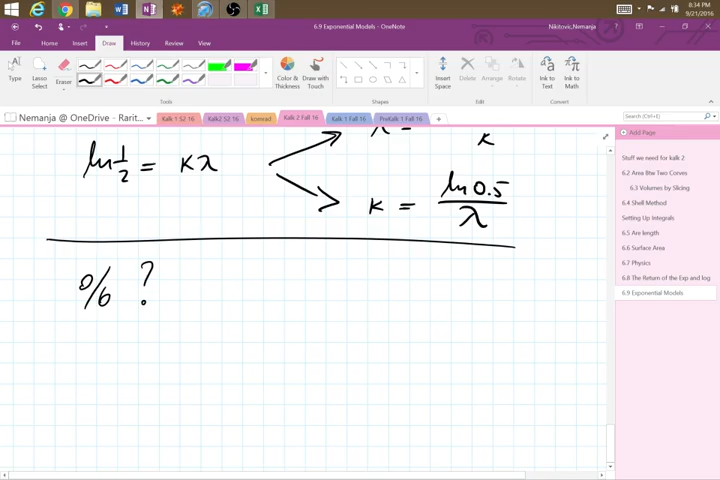 8:34 PM
9/21/2016
6.9 Exponential Models - OneNote
Nikitovic,Nemanja
File Home Insert Draw History Review View
Type Lasso Select Eraser Color & Thickness Draw with Touch Insert Space Delete Arrange Rotate Ink to Text Ink to Math
Tools Shapes Edit Convert
Nemanja @ OneDrive - Rarit... Kalk 1 S2 16 Kalk2 S2 16 komrad Kalk 2 Fall 16 Kalk 1 Fall 16 PreKalk 1 Fall 16 +
Search (Ctrl+E)
Add Page
Stuff we need for kalk 2
6.2 Area Btw Two Corves
6.3 Volumes by Slicing
6.4 Shell Method
Setting Up Integrals
6.5 Arc length
6.6 Surface Area
6.7 Physics
6.8 The Return of the Exp and log
6.9 Exponential Models
λ =
K
ln 1/2 = Kλ
K = ln 0.5 / λ
% ?